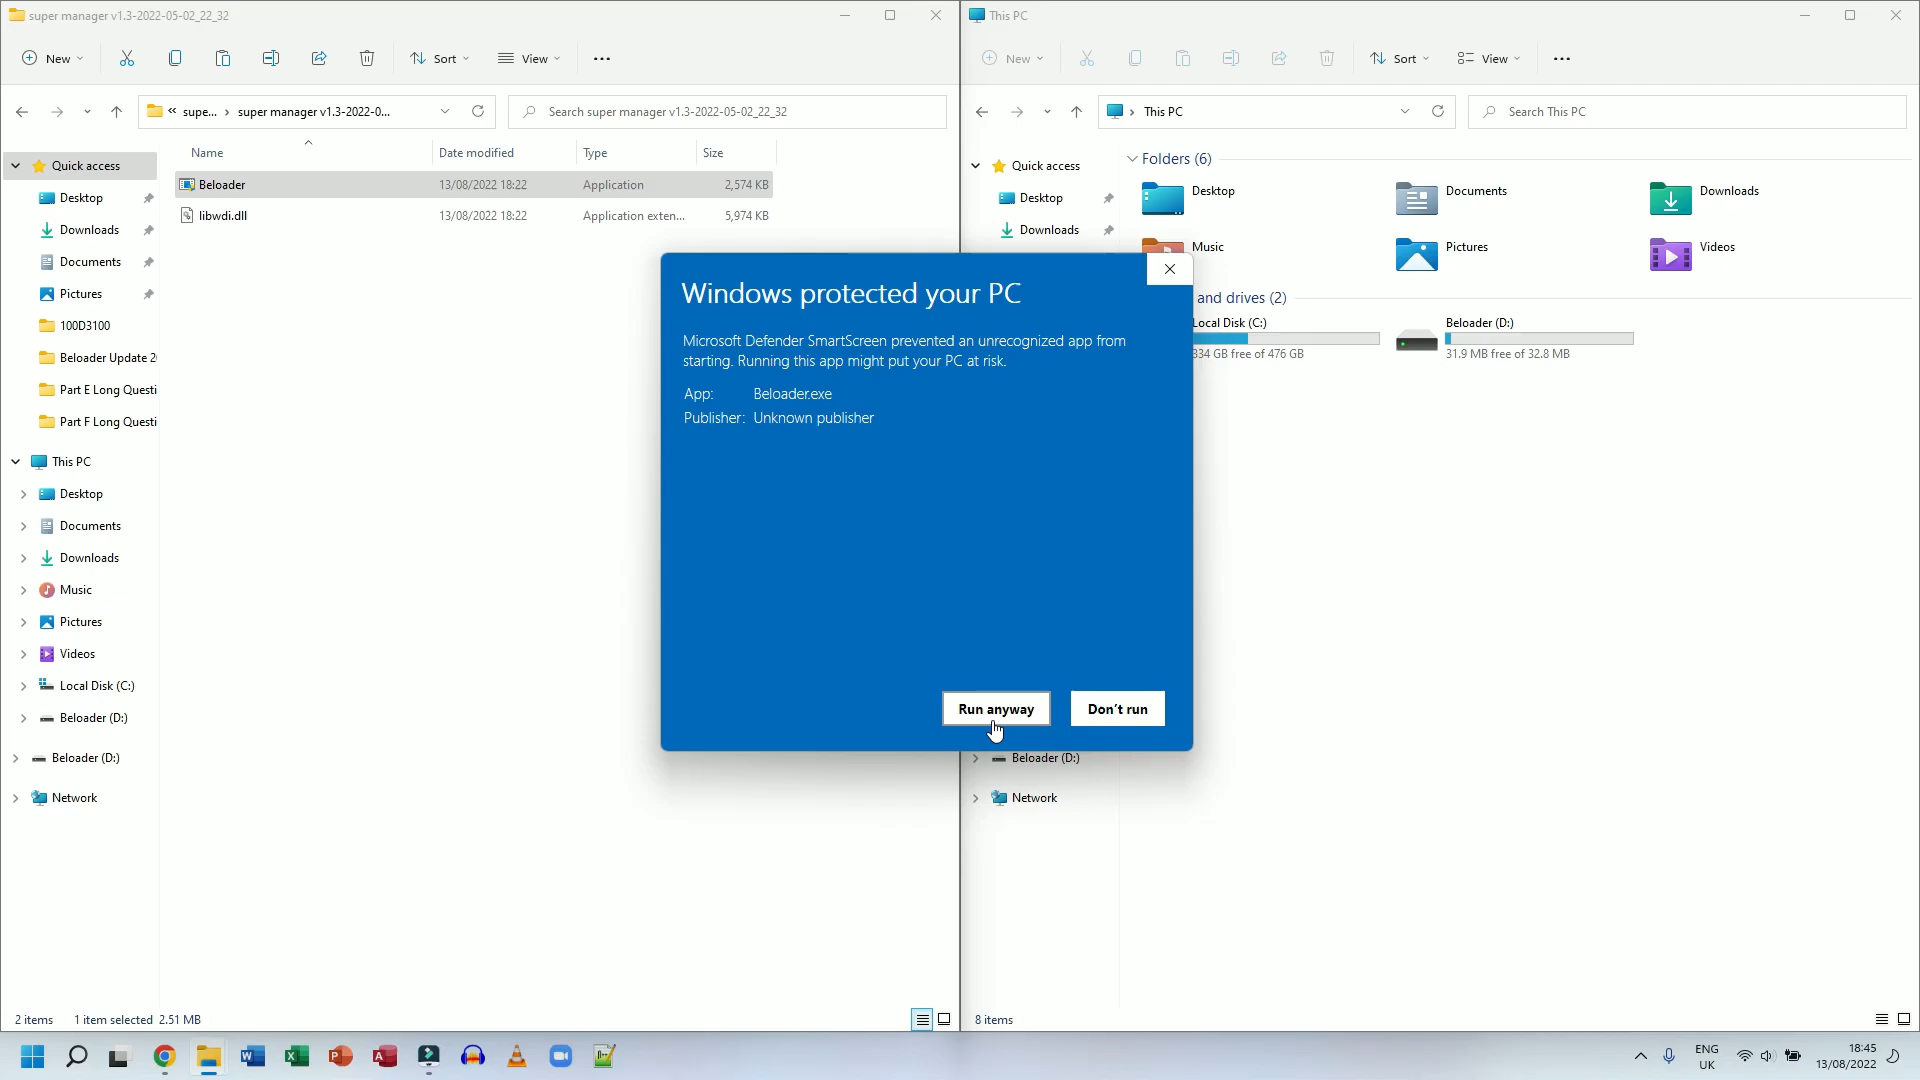 super manager v1.3-2022-05-02_22_32
New
Sort
View
« supe... › super manager v1.3-2022-0...
Search super manager v1.3-2022-05-02_22_32
Name
Date modified
Type
Size
Quick access
Desktop
Downloads
Documents
Pictures
100D3100
Beloader Update 2
Part E Long Questi
Part F Long Questi
This PC
Desktop
Documents
Downloads
Music
Pictures
Videos
Local Disk (C:)
Beloader (D:)
Beloader (D:)
Network
Beloader 13/08/2022 18:22 Application 2,574 KB
libwdi.dll 13/08/2022 18:22 Application exten... 5,974 KB
2 items 1 item selected 2.51 MB
This PC
New
Sort
View
› This PC
Search This PC
Quick access
Desktop
Downloads
Beloader (D:)
Network
Folders (6)
Desktop
Documents
Downloads
Music
Pictures
Videos
and drives (2)
Local Disk (C:)
334 GB free of 476 GB
Beloader (D:)
31.9 MB free of 32.8 MB
8 items
Windows protected your PC
Microsoft Defender SmartScreen prevented an unrecognized app from
starting. Running this app might put your PC at risk.
App: Beloader.exe
Publisher: Unknown publisher
Run anyway
Don't run
ENG
UK
18:45
13/08/2022